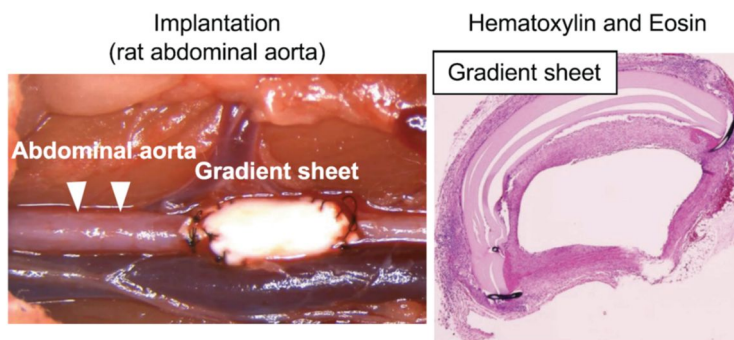 Implantation
(rat abdominal aorta)
Abdominal aorta
Gradient sheet
Hematoxylin and Eosin
Gradient sheet